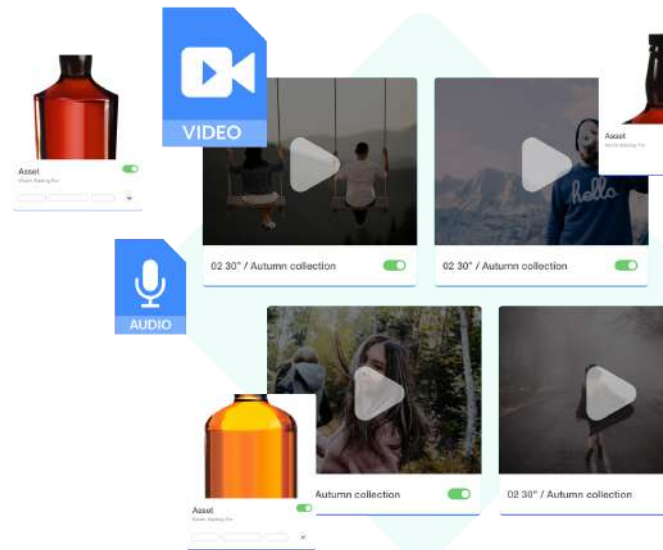 VIDEO
Asset
Asset
hello
02 30" / Autumn collection
02 30" / Autumn collection
AUDIO
Autumn collection
02 30" / Autumn collection
Asset